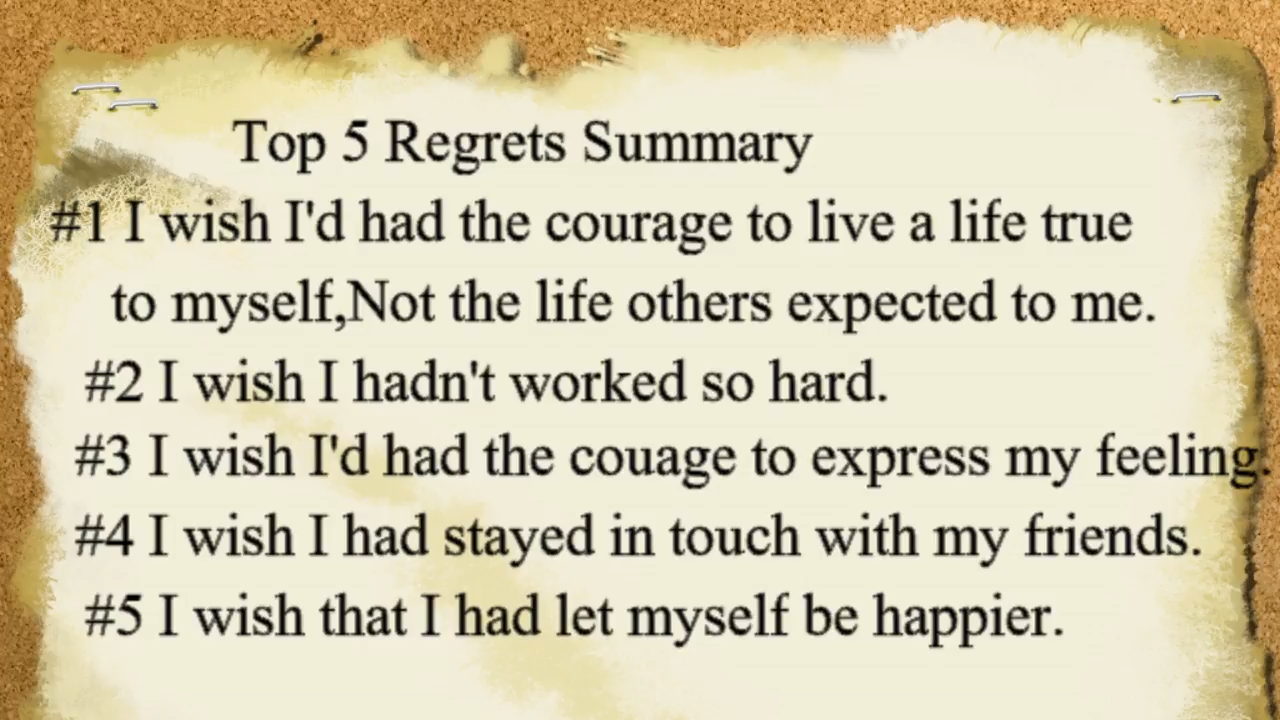 Top 5 Regrets Summary
#1 I wish I'd had the courage to live a life true
to myself,Not the life others expected to me.
#2 I wish I hadn't worked so hard.
#3 I wish I'd had the couage to express my feeling.
#4 I wish I had stayed in touch with my friends.
#5 I wish that I had let myself be happier.